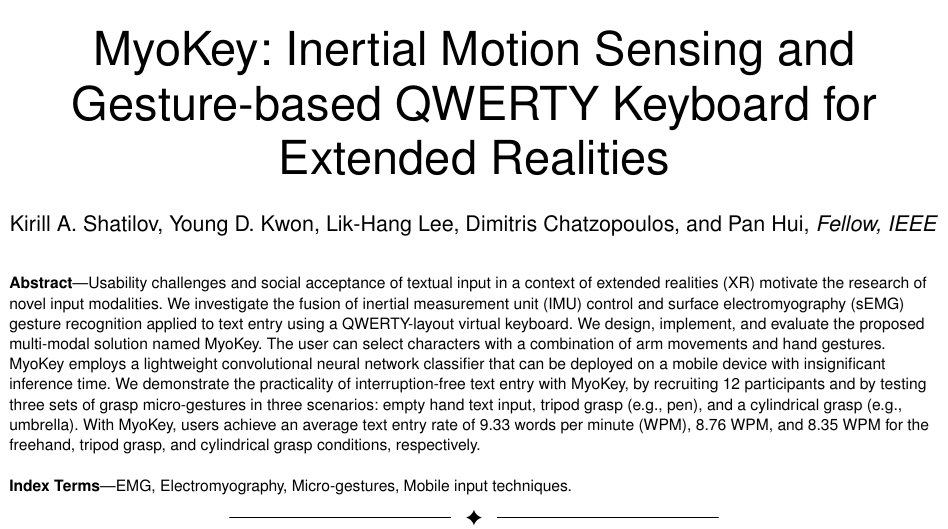 MyoKey: Inertial Motion Sensing and
Gesture-based QWERTY Keyboard for
Extended Realities
Kirill A. Shatilov, Young D. Kwon, Lik-Hang Lee, Dimitris Chatzopoulos, and Pan Hui, Fellow, IEEE
Abstract—Usability challenges and social acceptance of textual input in a context of extended realities (XR) motivate the research of
novel input modalities. We investigate the fusion of inertial measurement unit (IMU) control and surface electromyography (sEMG)
gesture recognition applied to text entry using a QWERTY-layout virtual keyboard. We design, implement, and evaluate the proposed
multi-modal solution named MyoKey. The user can select characters with a combination of arm movements and hand gestures.
MyoKey employs a lightweight convolutional neural network classifier that can be deployed on a mobile device with insignificant
inference time. We demonstrate the practicality of interruption-free text entry with MyoKey, by recruiting 12 participants and by testing
three sets of grasp micro-gestures in three scenarios: empty hand text input, tripod grasp (e.g., pen), and a cylindrical grasp (e.g.,
umbrella). With MyoKey, users achieve an average text entry rate of 9.33 words per minute (WPM), 8.76 WPM, and 8.35 WPM for the
freehand, tripod grasp, and cylindrical grasp conditions, respectively.
Index Terms—EMG, Electromyography, Micro-gestures, Mobile input techniques.